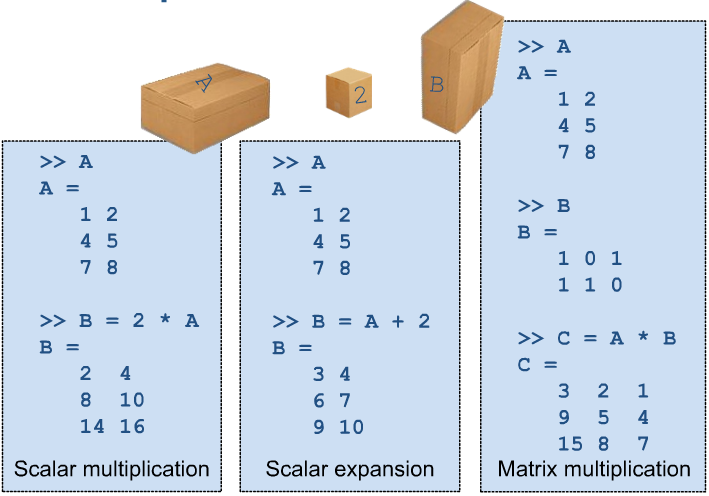 A
2
B
>> A
A =
1 2
4 5
7 8
>> B = 2 * A
B =
2 4
8 10
14 16
Scalar multiplication
>> A
A =
1 2
4 5
7 8
>> B = A + 2
B =
3 4
6 7
9 10
Scalar expansion
>> A
A =
1 2
4 5
7 8
>> B
B =
1 0 1
1 1 0
>> C = A * B
C =
3 2 1
9 5 4
15 8 7
Matrix multiplication